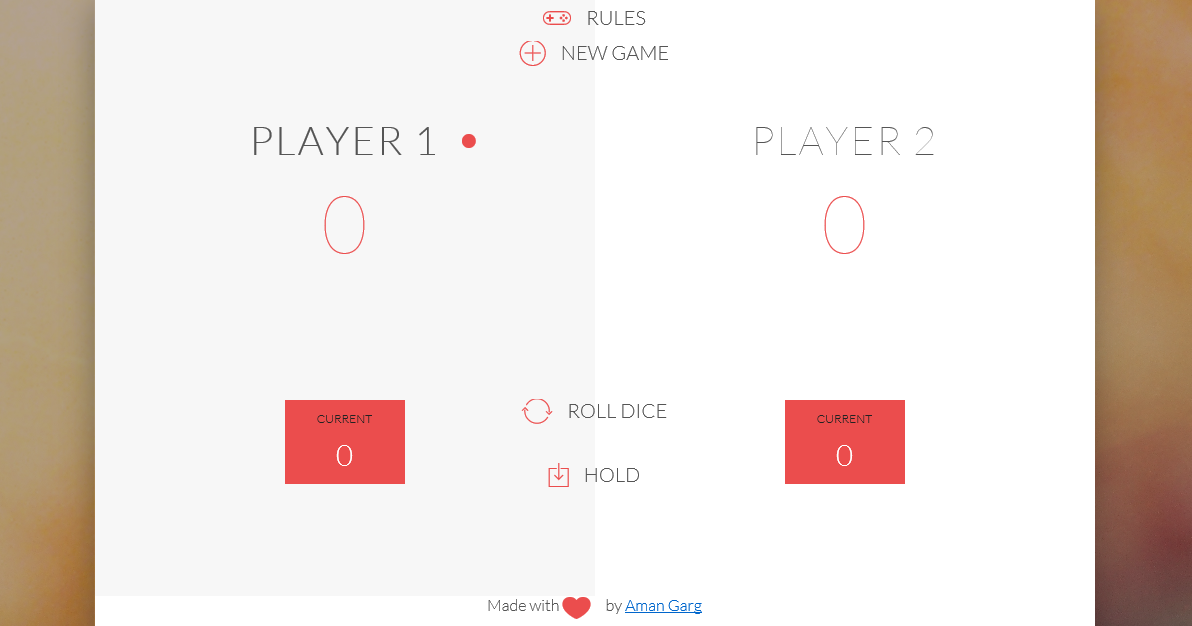 RULES
NEW GAME
PLAYER 1
PLAYER 2
0
0
CURRENT
0
ROLL DICE
HOLD
CURRENT
0
Made with by Aman Garg